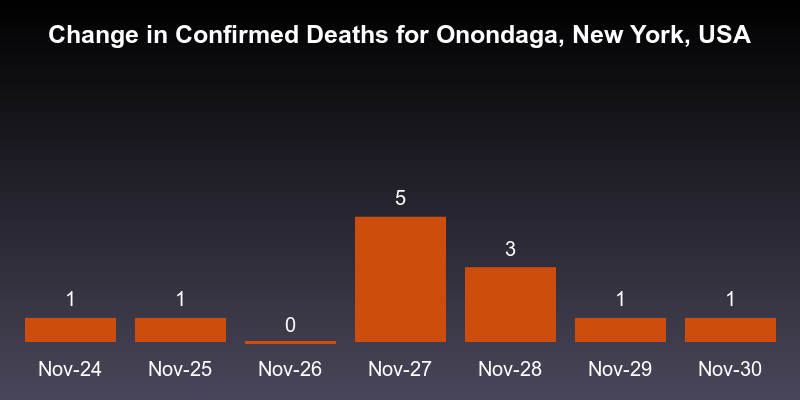 Change in Confirmed Deaths for Onondaga, New York, USA
5
3
1 1 0 1 1
Nov-24 Nov-25 Nov-26 Nov-27 Nov-28 Nov-29 Nov-30